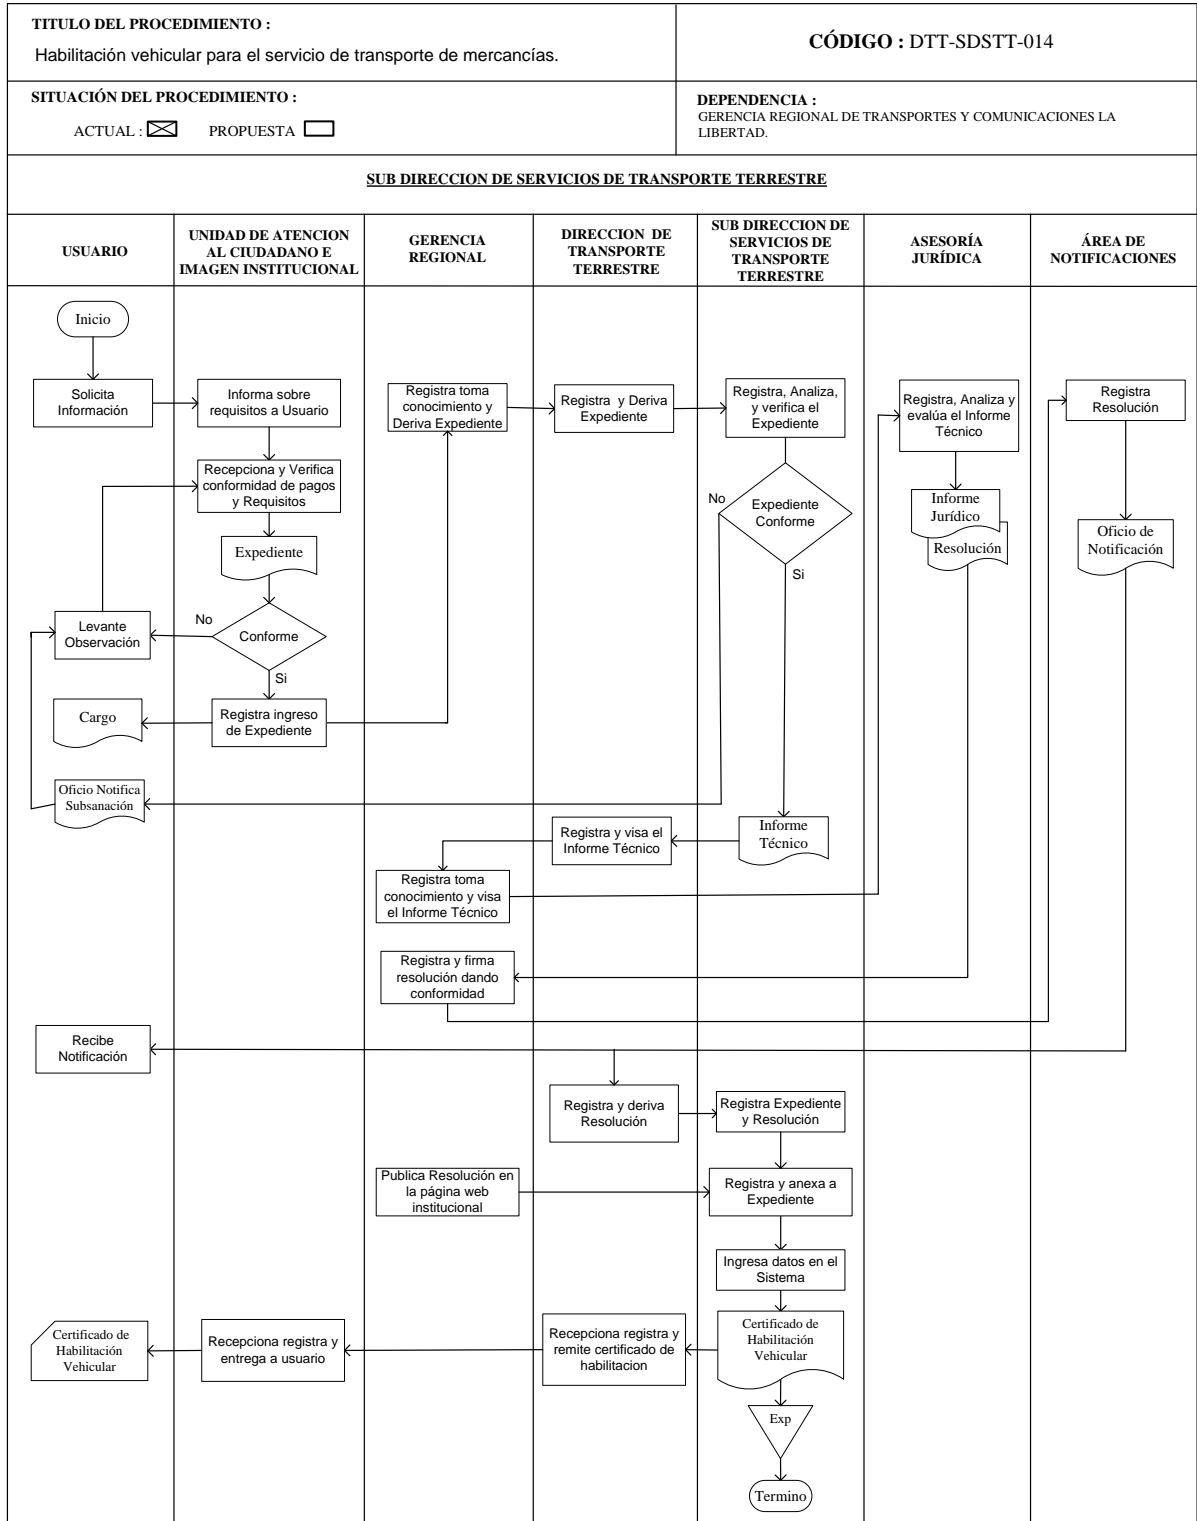 TITULO DEL PROCEDIMIENTO :
Habilitación vehicular para el servicio de transporte de mercancías.
CÓDIGO : DTT-SDSTT-014
SITUACIÓN DEL PROCEDIMIENTO :
ACTUAL : PROPUESTA
DEPENDENCIA :
GERENCIA REGIONAL DE TRANSPORTES Y COMUNICACIONES LA
LIBERTAD.
SUB DIRECCION DE SERVICIOS DE TRANSPORTE TERRESTRE
USUARIO
UNIDAD DE ATENCION
AL CIUDADANO E
IMAGEN INSTITUCIONAL
GERENCIA
REGIONAL
DIRECCION DE
TRANSPORTE
TERRESTRE
SUB DIRECCION DE
SERVICIOS DE
TRANSPORTE
TERRESTRE
ASESORÍA
JURÍDICA
ÁREA DE
NOTIFICACIONES
Inicio
Solicita
Información
Informa sobre
requisitos a Usuario
Registra toma
conocimiento y
Deriva Expediente
Registra y Deriva
Expediente
Registra, Analiza,
y verifica el
Expediente
Registra, Analiza y
evalúa el Informe
Técnico
Registra
Resolución
Recepciona y Verifica
conformidad de pagos
y Requisitos
Expediente
No
Expediente
Conforme
Si
Informe
Jurídico
Resolución
Oficio de
Notificación
Levante
Observación
No
Conforme
Si
Cargo
Registra ingreso
de Expediente
Oficio Notifica
Subsanación
Registra y visa el
Informe Técnico
Informe
Técnico
Registra toma
conocimiento y visa
el Informe Técnico
Registra y firma
resolución dando
conformidad
Recibe
Notificación
Registra y deriva
Resolución
Registra Expediente
y Resolución
Publica Resolución en
la página web
institucional
Registra y anexa a
Expediente
Ingresa datos en el
Sistema
Certificado de
Habilitación
Vehicular
Recepciona registra y
entrega a usuario
Recepciona registra y
remite certificado de
habilitacion
Certificado de
Habilitación
Vehicular
Exp
Termino